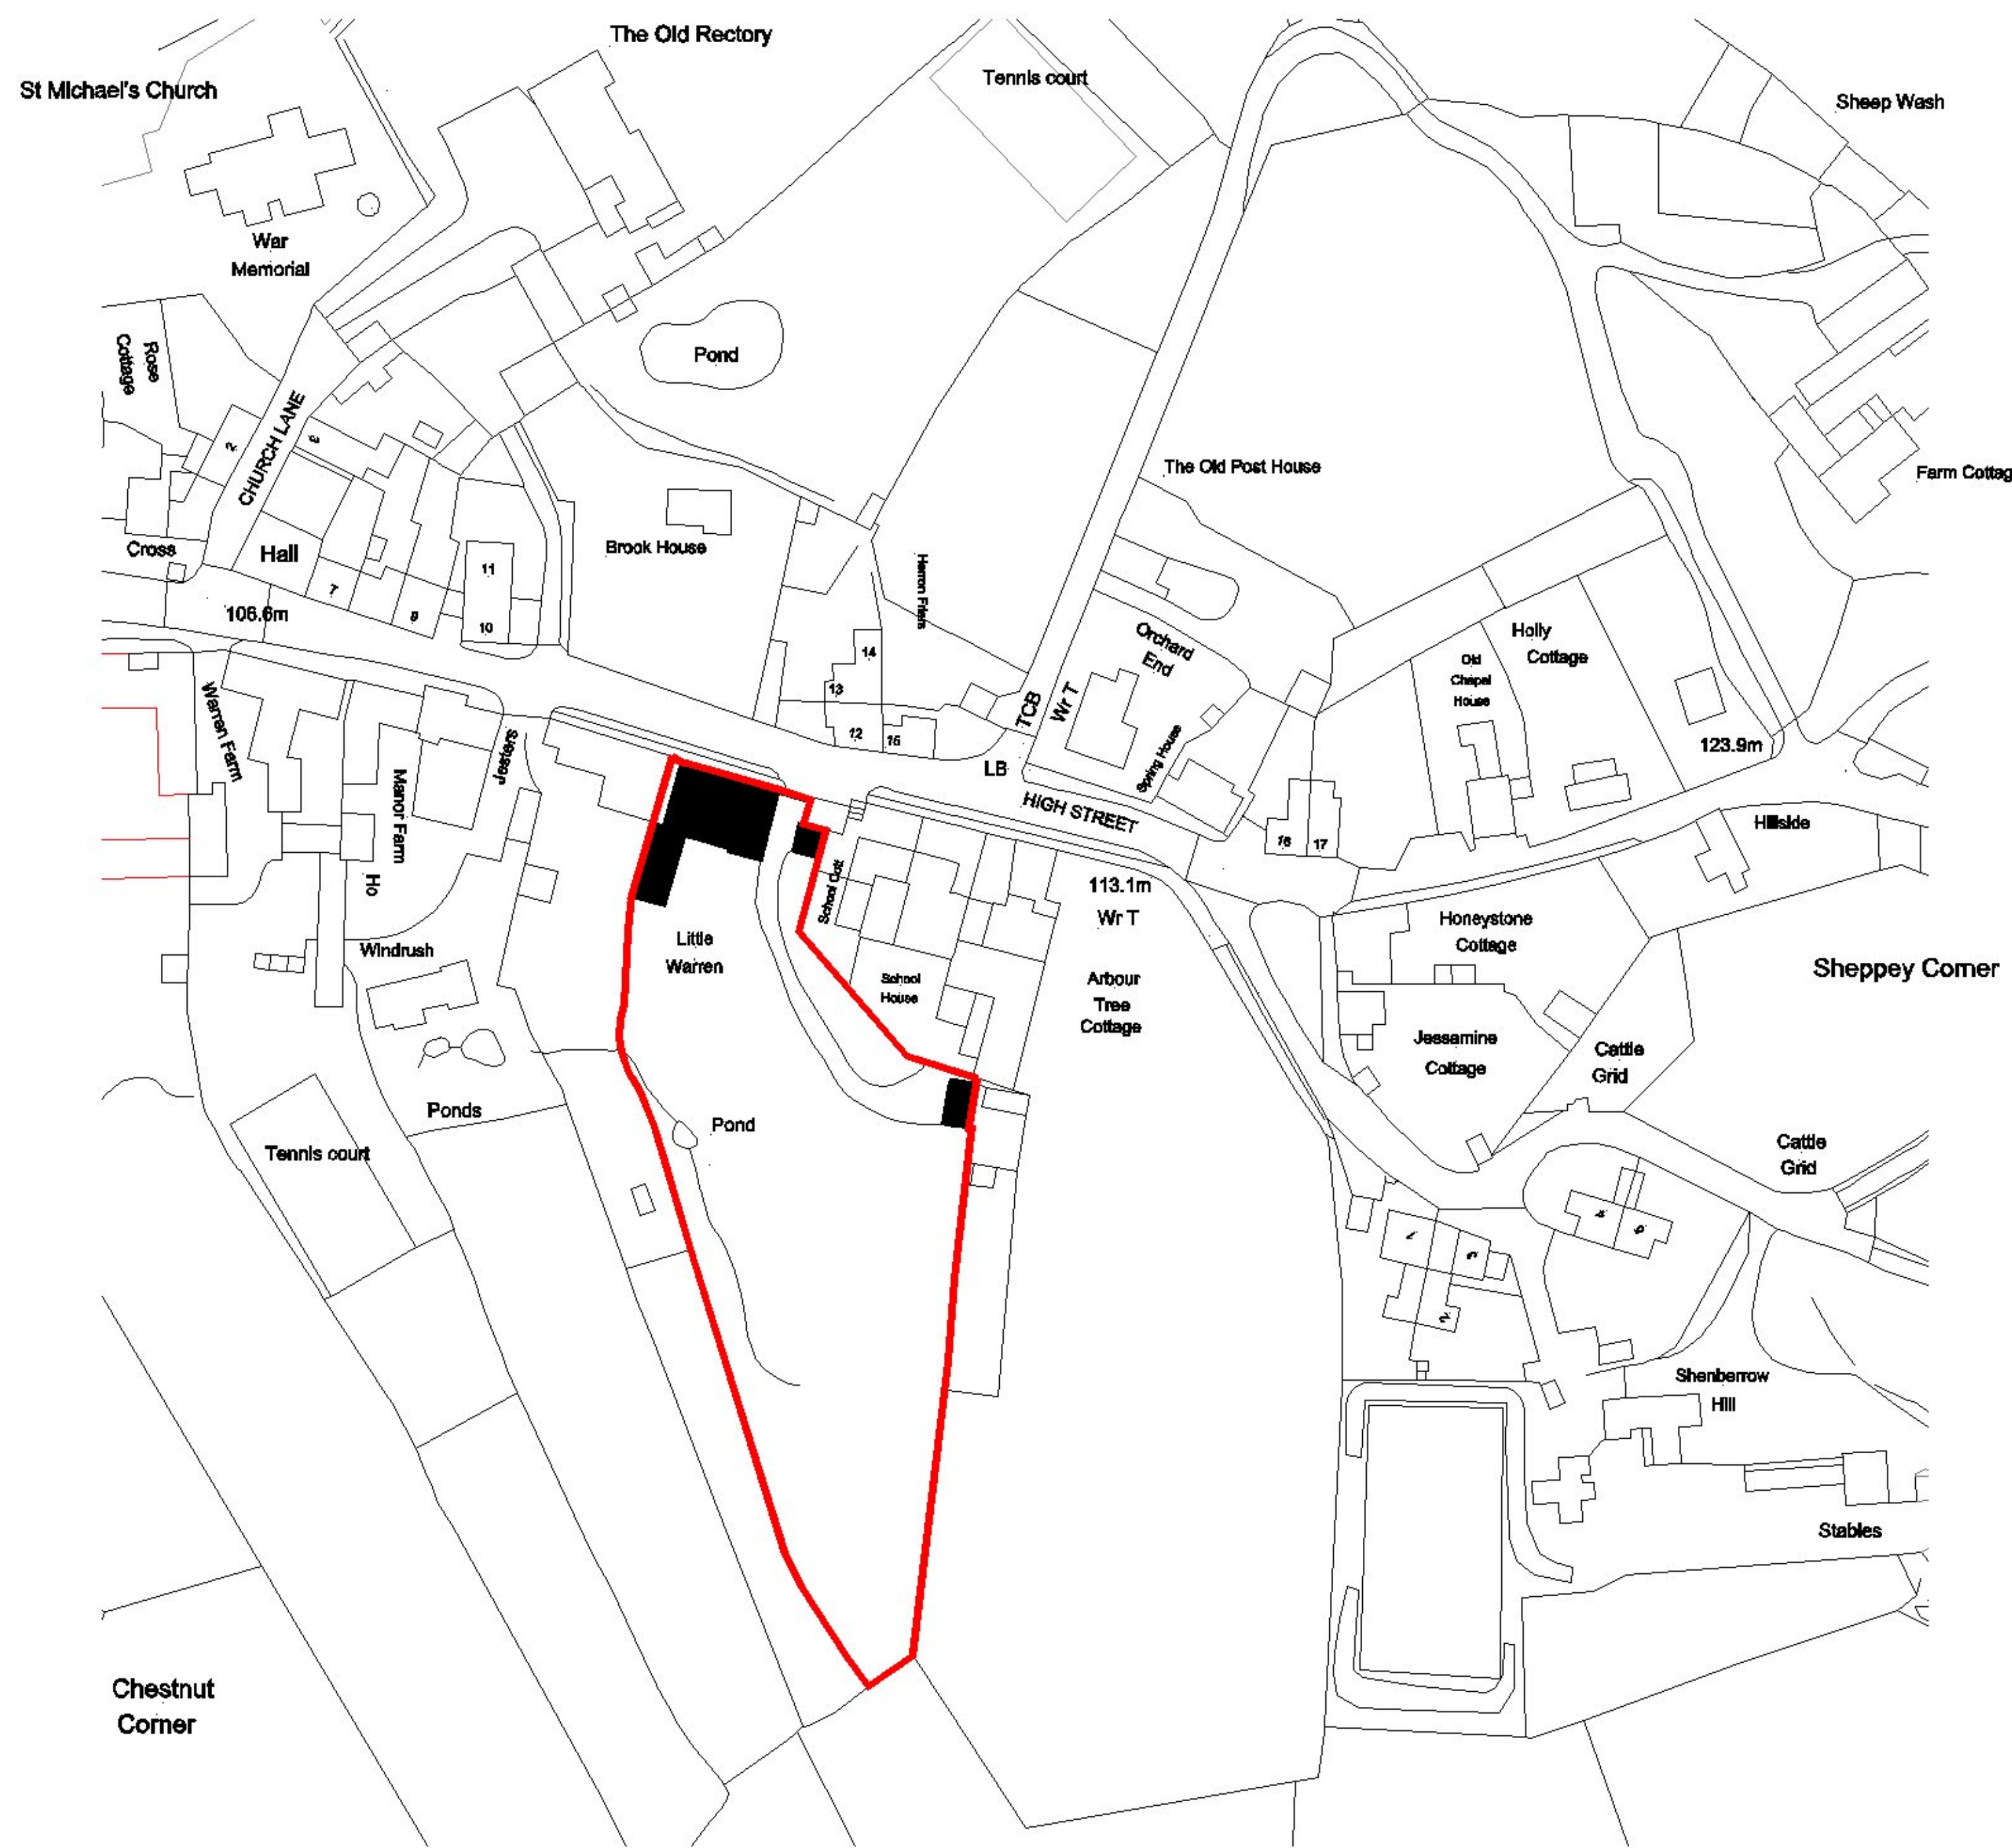 The Old Rectory
Tennis court
St Michael's Church
Sheep Wash
War
Memorial
Rose
Cottage
Pond
2
CHURCH LANE
The Old Post House
Farm Cottag
Cross
Hall
11
Brook House
Herron Friers
7
9
10
106.6m
Orchard
End
Holly
Cottage
Old
Chapel
House
14
13
12
15
TCB
Wr T
Spring House
123.9m
LB
HIGH STREET
Warren Farm
Manor Farm
Jesters
Ho
16
17
Hillside
School Cott
113.1m
Wr T
Little
Warren
Windrush
School
House
Arbour
Tree
Cottage
Honeystone
Cottage
Sheppey Corner
Jessamine
Cottage
Cattle
Grid
Ponds
Pond
Tennis court
Cattle
Grid
Shenberrow
Hill
Stables
Chestnut
Corner